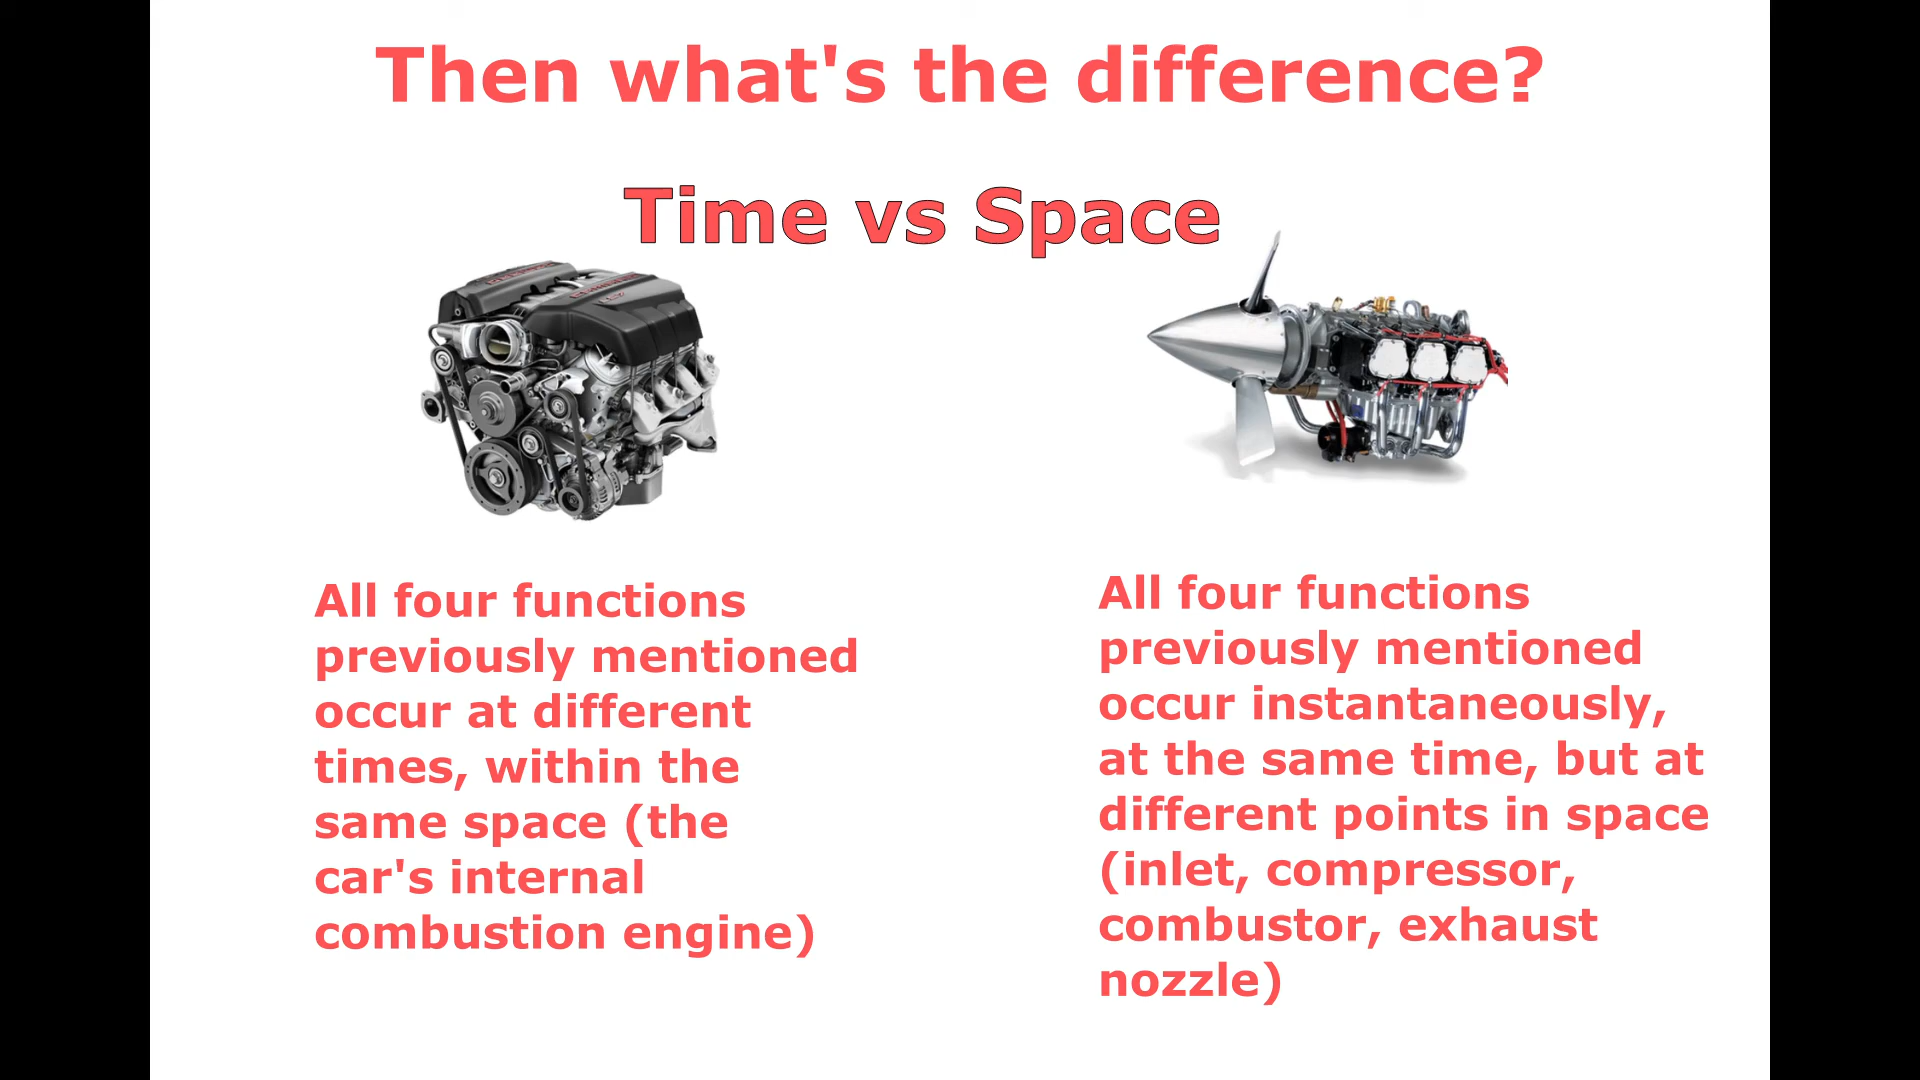 Then what's the difference?
Time vs Space
All four functions
previously mentioned
occur at different
times, within the
same space (the
car's internal
combustion engine)
All four functions
previously mentioned
occur instantaneously,
at the same time, but at
different points in space
(inlet, compressor,
combustor, exhaust
nozzle)